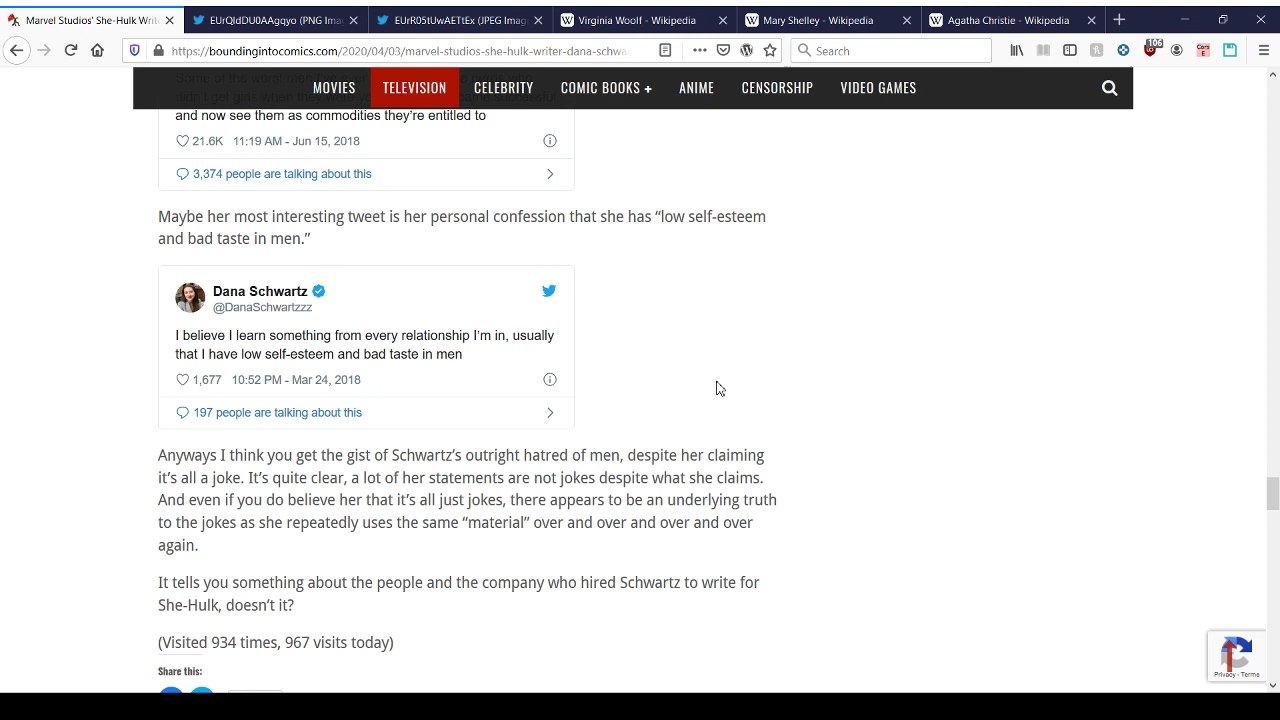 Marvel Studios' She-Hulk Write
EUrQIdDU0AAgqyo (PNG Imag
EUrR05tUwAETtEx (JPEG Image
Virginia Woolf - Wikipedia
Mary Shelley - Wikipedia
Agatha Christie - Wikipedia
https://boundingintocomics.com/2020/04/03/marvel-studios-she-hulk-writer-dana-schwa
Search
106
MOVIES TELEVISION CELEBRITY COMIC BOOKS + ANIME CENSORSHIP VIDEO GAMES
and now see them as commodities they're entitled to
21.6K 11:19 AM - Jun 15, 2018
3,374 people are talking about this
Maybe her most interesting tweet is her personal confession that she has “low self-esteem
and bad taste in men.”
Dana Schwartz
@DanaSchwartzzz
I believe I learn something from every relationship I'm in, usually
that I have low self-esteem and bad taste in men
1,677 10:52 PM - Mar 24, 2018
197 people are talking about this
Anyways I think you get the gist of Schwartz’s outright hatred of men, despite her claiming
it’s all a joke. It’s quite clear, a lot of her statements are not jokes despite what she claims.
And even if you do believe her that it’s all just jokes, there appears to be an underlying truth
to the jokes as she repeatedly uses the same “material” over and over and over and over
again.
It tells you something about the people and the company who hired Schwartz to write for
She-Hulk, doesn’t it?
(Visited 934 times, 967 visits today)
Share this:
Privacy - Terms